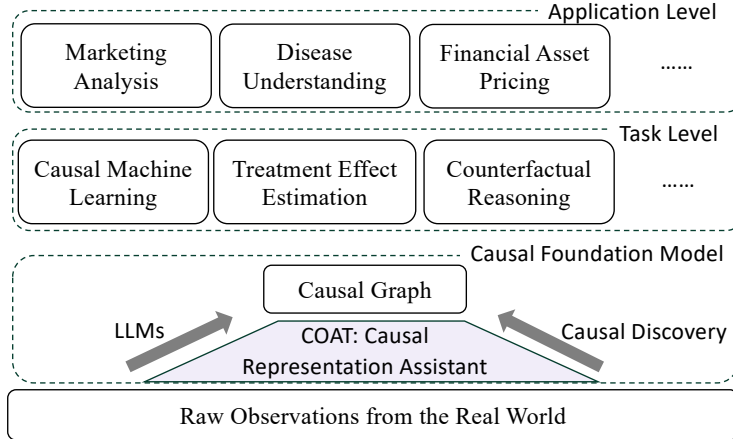 Application Level
Marketing
Analysis
Disease
Understanding
Financial Asset
Pricing
......
Task Level
Causal Machine
Learning
Treatment Effect
Estimation
Counterfactual
Reasoning
......
Causal Foundation Model
Causal Graph
LLMs
COAT: Causal
Representation Assistant
Causal Discovery
Raw Observations from the Real World